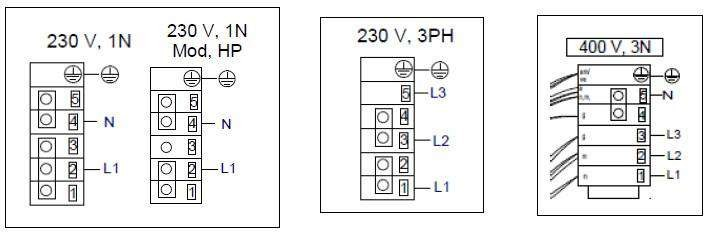 230 V, 1N
5
4 N
3
2 L1
1
230 V, 1N
Mod, HP
5
4 N
3
2 L1
1
230 V, 3PH
5 L3
4
3 L2
2
1 L1
400 V, 3N
5 N
4
3 L3
2 L2
1 L1